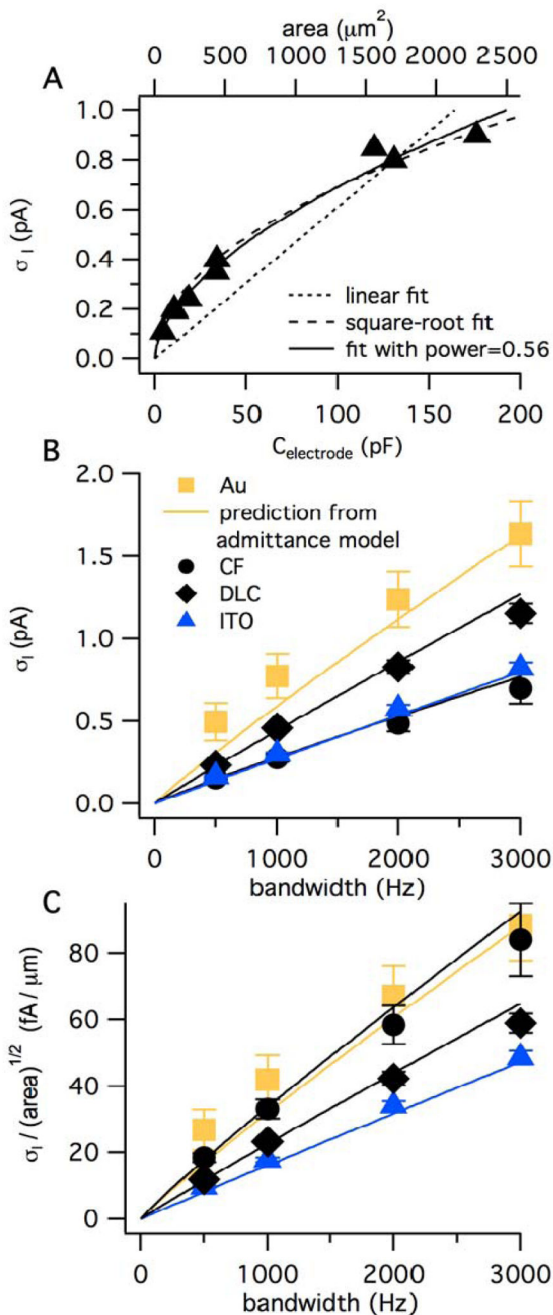 area (μm²)
0 500 1000 1500 2000 2500
A
1.0
0.8
0.6
0.4
0.2
0.0
σ I (pA)
linear fit
square-root fit
fit with power=0.56
0 50 100 150 200
C electrode (pF)
B
2.0
1.5
1.0
0.5
0.0
σ I (pA)
Au
prediction from
admittance model
CF
DLC
ITO
0 1000 2000 3000
bandwidth (Hz)
C
80
60
40
20
0
σ I / (area)^1/2 (fA / μm)
0 1000 2000 3000
bandwidth (Hz)